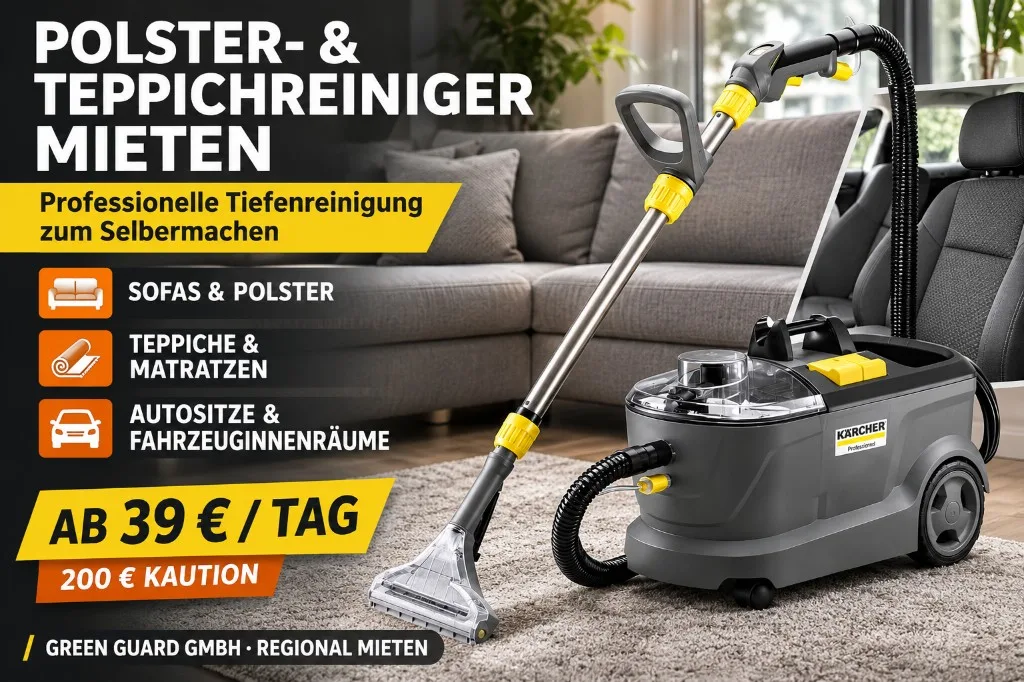 POLSTER- &
TEPPICHREINIGER
MIETEN
Professionelle Tiefenreinigung
zum Selbermachen
SOFAS & POLSTER
TEPPICHE &
MATRATZEN
AUTOSITZE &
FAHRZEUGINNENRÄUME
AB 39 € / TAG
200 € KAUTION
GREEN GUARD GMBH · REGIONAL MIETEN
KÄRCHER
Professional